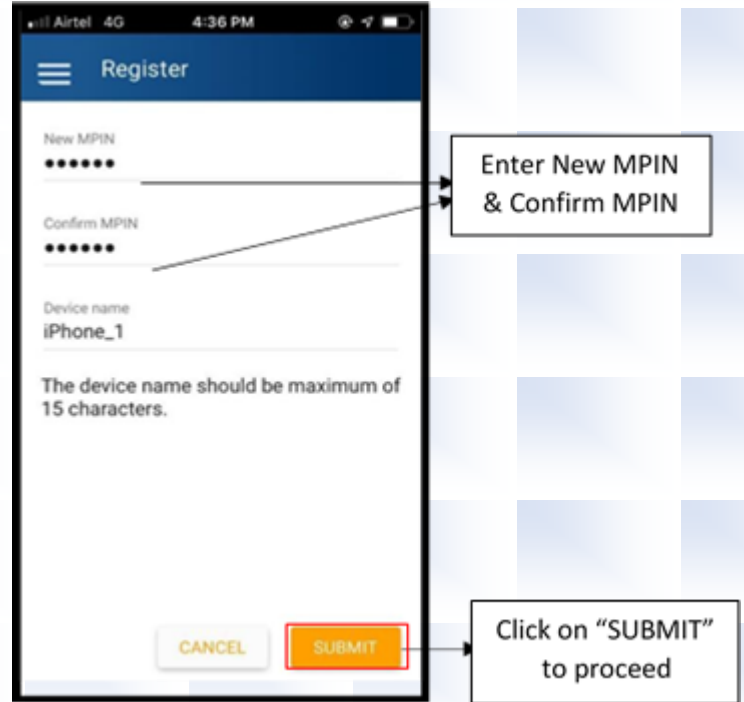 Airtel 4G 4:36 PM
Register
New MPIN
••••••
Enter New MPIN
& Confirm MPIN
Confirm MPIN
••••••
Device name
iPhone_1
The device name should be maximum of
15 characters.
CANCEL SUBMIT
Click on “SUBMIT”
to proceed